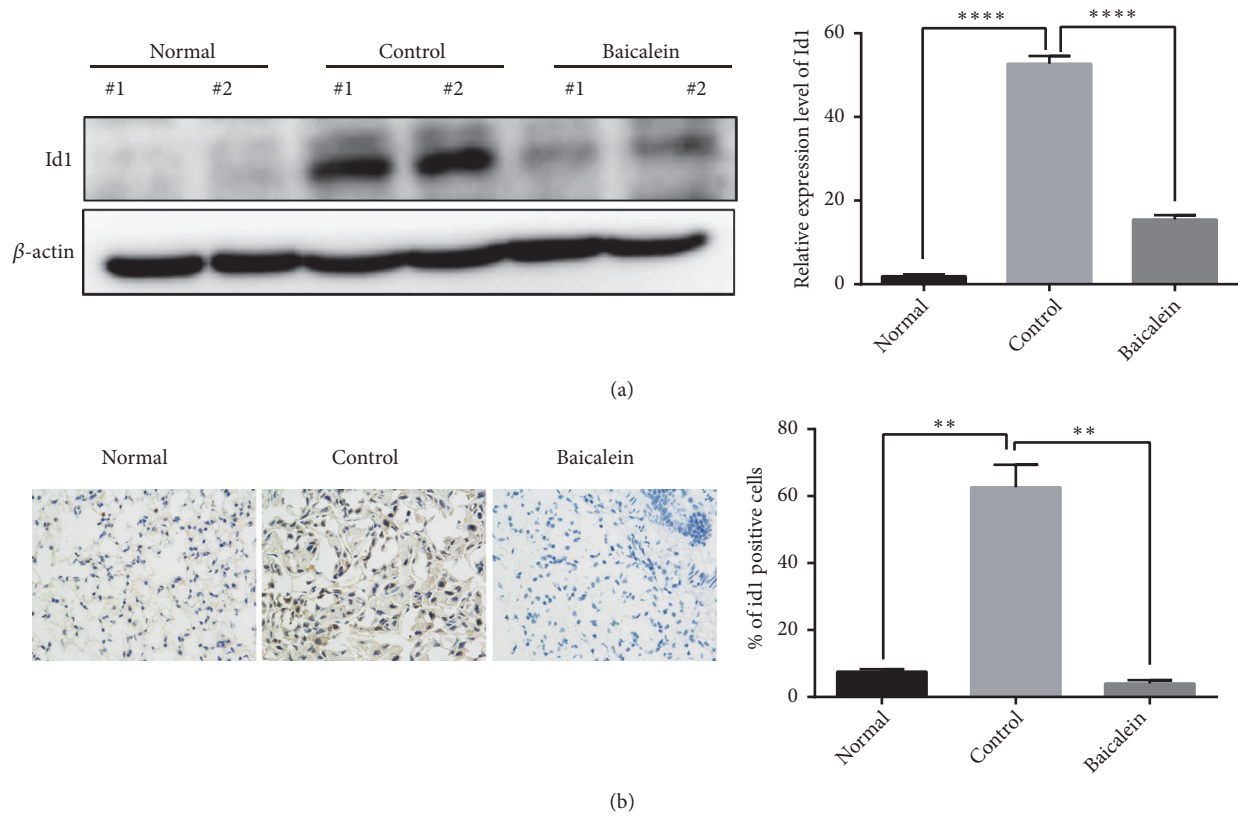 Normal Control Baicalein
#1 #2 #1 #2 #1 #2
Id1
β-actin
Relative expression level of Id1
60
40
20
0
**** ****
Normal
Control
Baicalein
(a)
Normal Control Baicalein
% of id1 positive cells
80
60
40
20
0
** **
Normal
Control
Baicalein
(b)